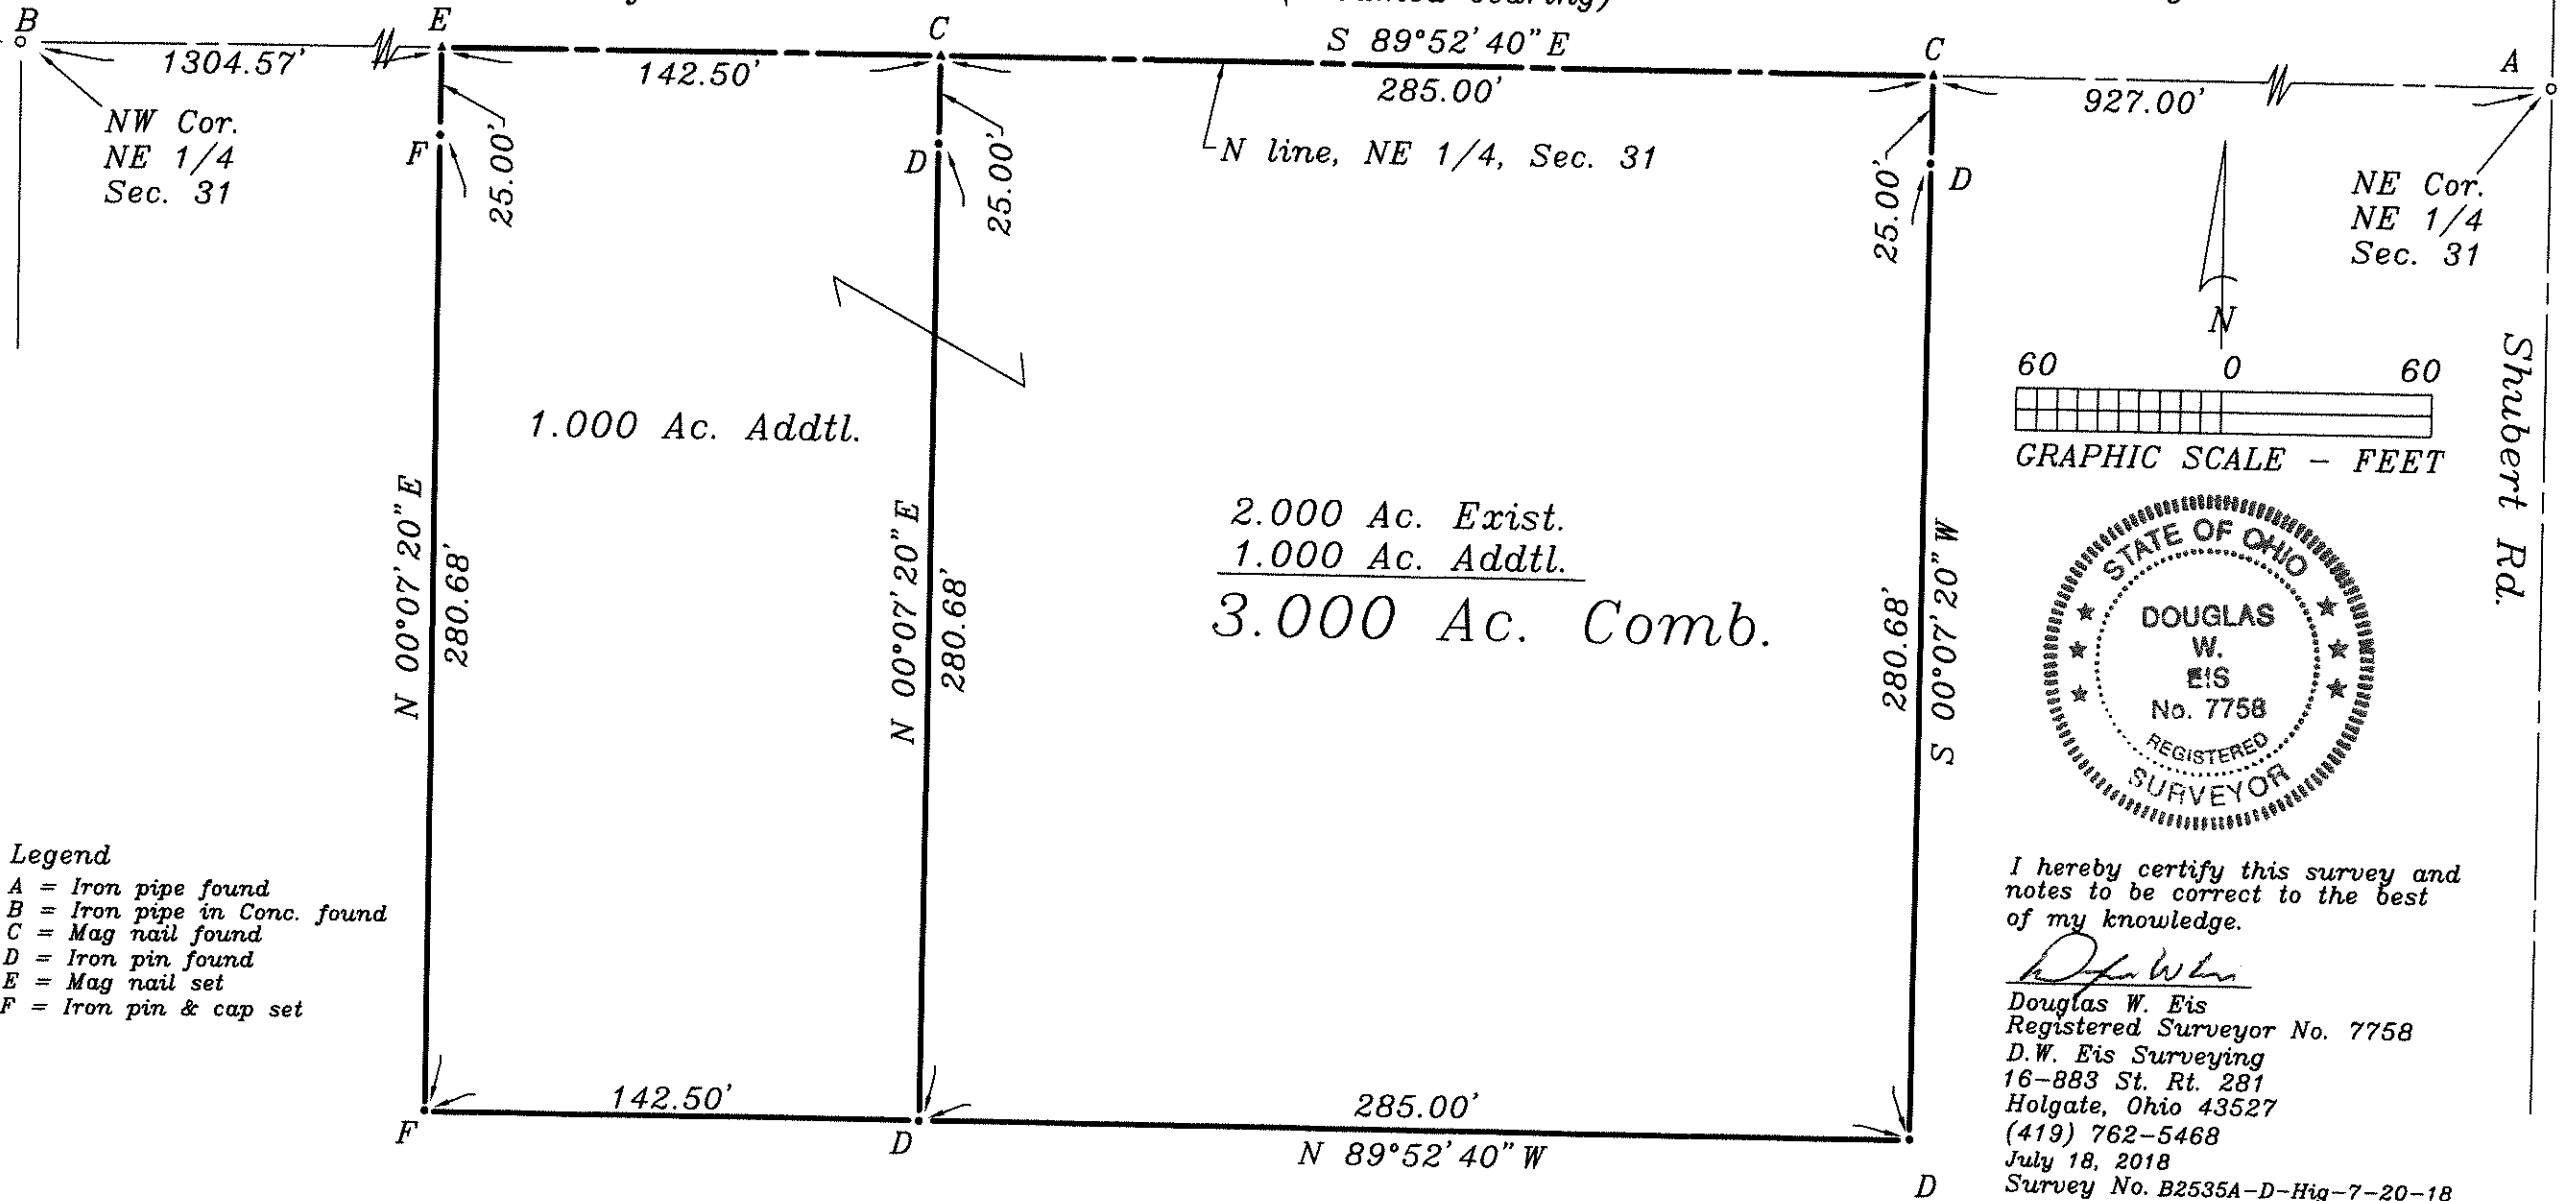 B
E
C
S 89°52'40" E
C
A
1304.57'
142.50'
285.00'
927.00'
NW Cor.
NE 1/4
Sec. 31
F
25.00'
D
25.00'
N line, NE 1/4, Sec. 31
25.00'
D
NE Cor.
NE 1/4
Sec. 31
N
60 0 60
GRAPHIC SCALE - FEET
Shubert Rd.
1.000 Ac. Addtl.
N 00°07'20" E
280.68'
N 00°07'20" E
280.68'
2.000 Ac. Exist.
1.000 Ac. Addtl.
3.000 Ac. Comb.
280.68'
S 00°07'20" W
STATE OF OHIO
DOUGLAS
W.
EIS
No. 7758
REGISTERED
SURVEYOR
Legend
A = Iron pipe found
B = Iron pipe in Conc. found
C = Mag nail found
D = Iron pin found
E = Mag nail set
F = Iron pin & cap set
F
142.50'
D
285.00'
N 89°52'40" W
D
I hereby certify this survey and
notes to be correct to the best
of my knowledge.
Douglas W. Eis
Registered Surveyor No. 7758
D.W. Eis Surveying
16-883 St. Rt. 281
Holgate, Ohio 43527
(419) 762-5468
July 18, 2018
Survey No. B2535A-D-Hig-7-20-18